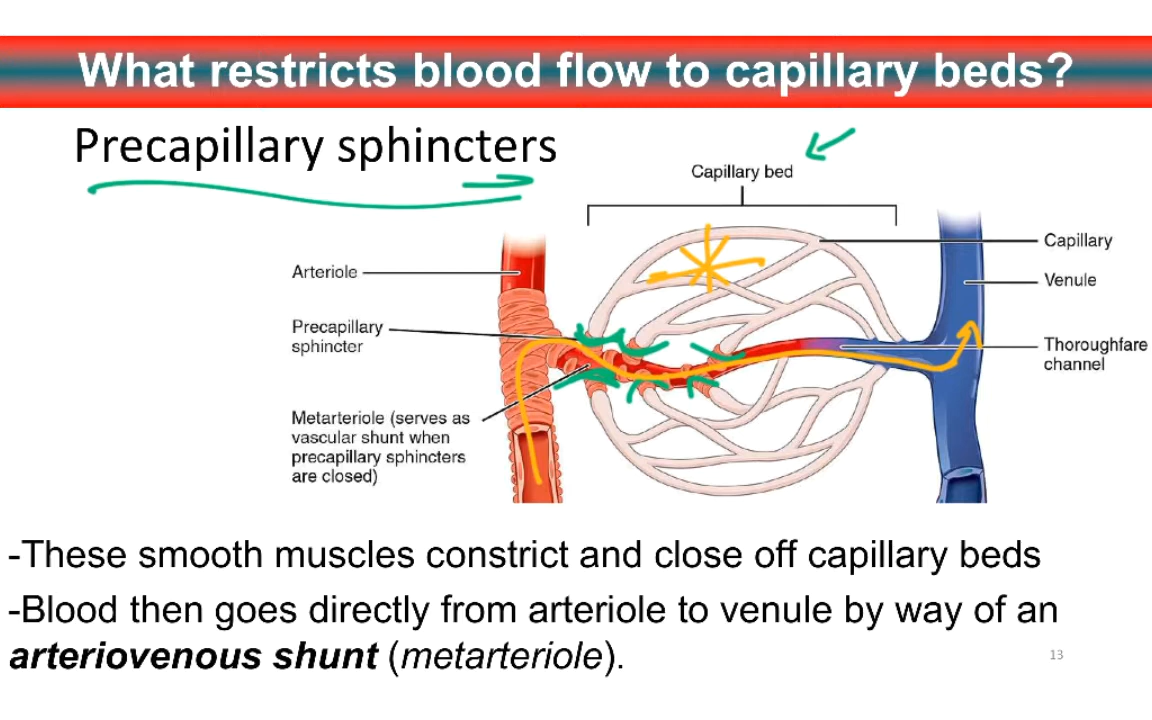 What restricts blood flow to capillary beds?
Precapillary sphincters
Capillary bed
Capillary
Arteriole
Venule
Precapillary
sphincter
Thoroughfare
channel
Metarteriole (serves as
vascular shunt when
precapillary sphincters
are closed)
-These smooth muscles constrict and close off capillary beds
-Blood then goes directly from arteriole to venule by way of an
arteriovenous shunt (metarteriole).
13